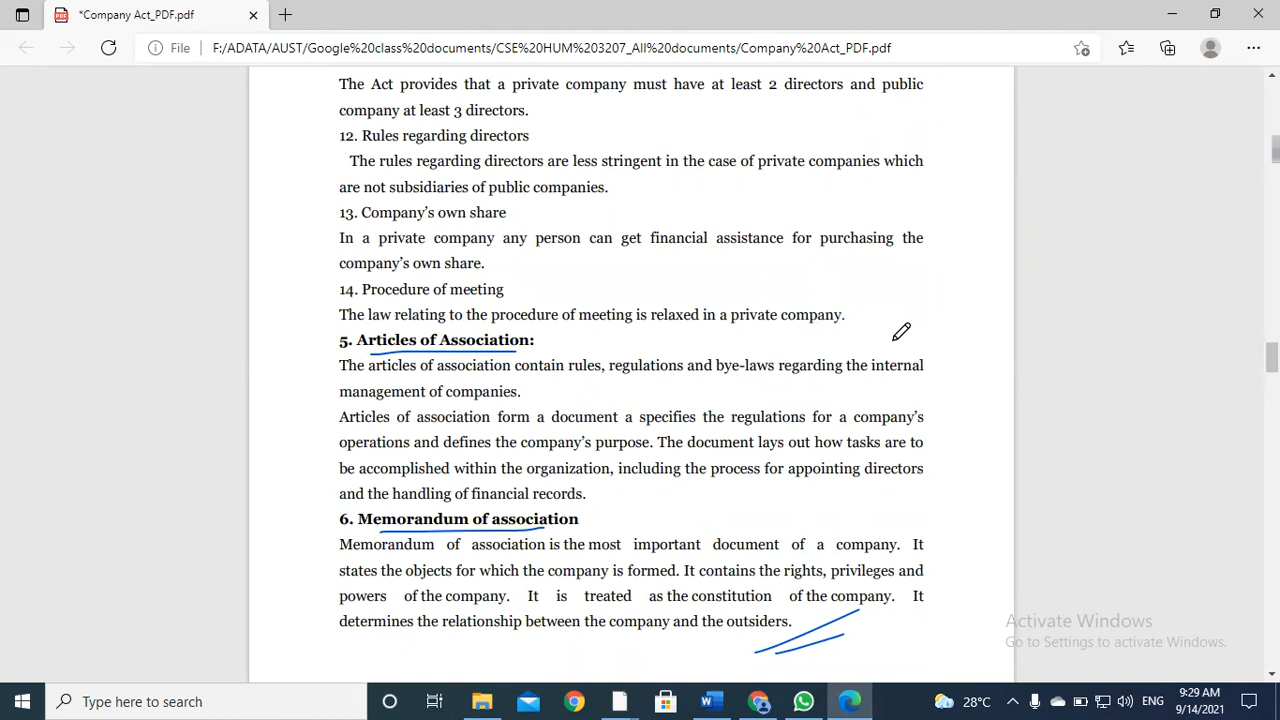 *Company Act_PDF.pdf
File F:/ADATA/AUST/Google%20class%20documents/CSE%20HUM%203207_All%20documents/Company%20Act_PDF.pdf
The Act provides that a private company must have at least 2 directors and public
company at least 3 directors.
12. Rules regarding directors
The rules regarding directors are less stringent in the case of private companies which
are not subsidiaries of public companies.
13. Company's own share
In a private company any person can get financial assistance for purchasing the
company's own share.
14. Procedure of meeting
The law relating to the procedure of meeting is relaxed in a private company.
5. Articles of Association:
The articles of association contain rules, regulations and bye-laws regarding the internal
management of companies.
Articles of association form a document a specifies the regulations for a company's
operations and defines the company's purpose. The document lays out how tasks are to
be accomplished within the organization, including the process for appointing directors
and the handling of financial records.
6. Memorandum of association
Memorandum of association is the most important document of a company. It
states the objects for which the company is formed. It contains the rights, privileges and
powers of the company. It is treated as the constitution of the company. It
determines the relationship between the company and the outsiders.
Activate Windows
Go to Settings to activate Windows.
Type here to search
28°C
ENG
9:29 AM
9/14/2021